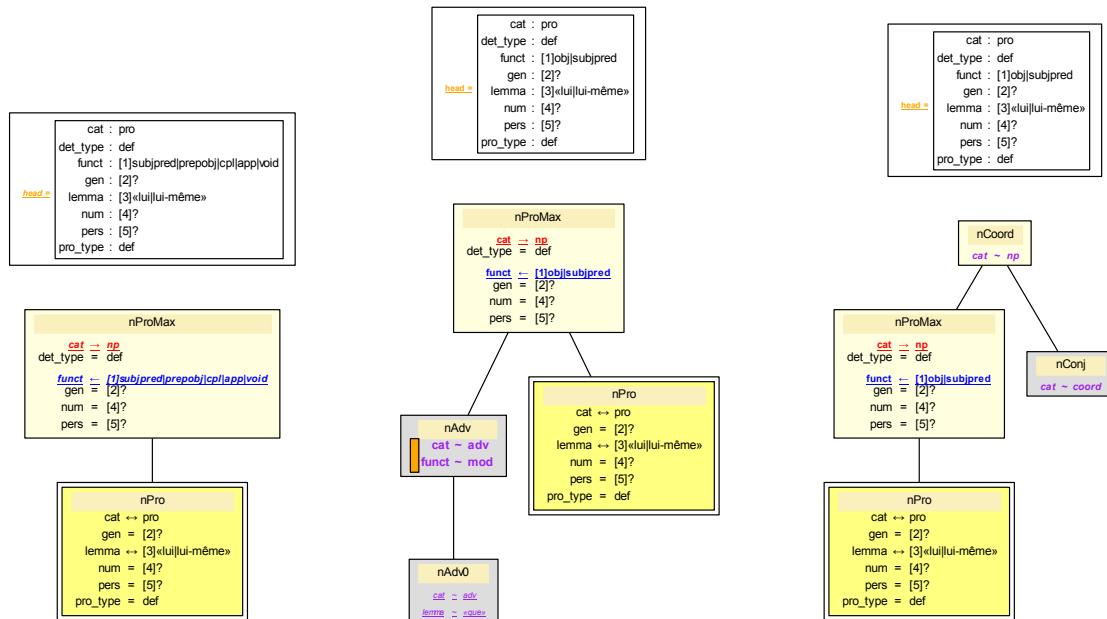 head =
cat : pro
det_type : def
funct : [1]subjpred|prepobj|cpl|app|void
gen : [2]?
lemma : [3]«lui|lui-même»
num : [4]?
pers : [5]?
pro_type : def
nProMax
cat → np
det_type = def
funct ← [1]subjpred|prepobj|cpl|app|void
gen = [2]?
num = [4]?
pers = [5]?
nPro
cat ↔ pro
gen = [2]?
lemma ↔ [3]«lui|lui-même»
num = [4]?
pers = [5]?
pro_type = def
head =
cat : pro
det_type : def
funct : [1]obj|subjpred
gen : [2]?
lemma : [3]«lui|lui-même»
num : [4]?
pers : [5]?
pro_type : def
nProMax
cat → np
det_type = def
funct ← [1]obj|subjpred
gen = [2]?
num = [4]?
pers = [5]?
nAdv
cat ~ adv
funct ~ mod
nPro
cat ↔ pro
gen = [2]?
lemma ↔ [3]«lui|lui-même»
num = [4]?
pers = [5]?
pro_type = def
nAdv0
cat ~ adv
lemma ~ «que»
head =
cat : pro
det_type : def
funct : [1]obj|subjpred
gen : [2]?
lemma : [3]«lui|lui-même»
num : [4]?
pers : [5]?
pro_type : def
nCoord
cat ~ np
nProMax
cat → np
det_type = def
funct ← [1]obj|subjpred
gen = [2]?
num = [4]?
pers = [5]?
nConj
cat ~ coord
nPro
cat ↔ pro
gen = [2]?
lemma ↔ [3]«lui|lui-même»
num = [4]?
pers = [5]?
pro_type = def